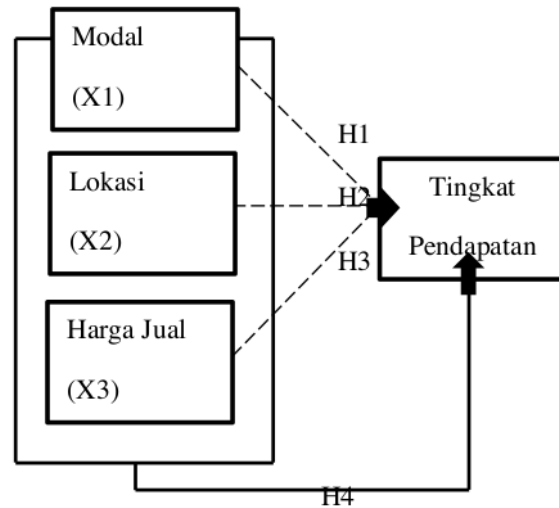 Modal
(X1)
Lokasi
(X2)
Harga Jual
(X3)
H1
H2
H3
Tingkat
Pendapatan
H4